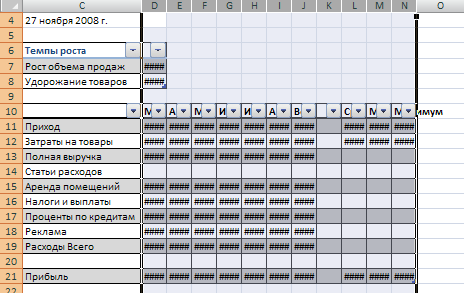 C D E F G H I J K L M N O
4 27 ноября 2008 г.
5
6 Темпы роста
7 Рост объема продаж ####
8 Удорожание товаров ####
9
10 М А М И И А В С М М имум
11 Приход #### #### #### #### #### #### #### #### #### ####
12 Затраты на товары #### #### #### #### #### #### #### #### #### ####
13 Полная выручка #### #### #### #### #### #### ####
14 Статьи расходов
15 Аренда помещений #### #### #### #### #### #### ####
16 Налоги и выплаты #### #### #### #### #### #### ####
17 Проценты по кредитам #### #### #### #### #### #### ####
18 Реклама #### #### #### #### #### #### ####
19 Расходы Всего #### #### #### #### #### #### ####
20
21 Прибыль #### #### #### #### #### #### #### #### #### ####
22